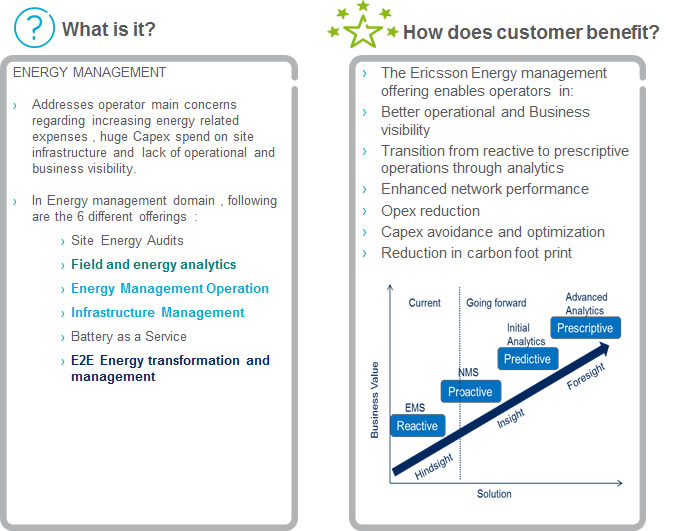 What is it?
ENERGY MANAGEMENT
› Addresses operator main concerns
regarding increasing energy related
expenses , huge Capex spend on site
infrastructure and lack of operational and
business visibility.
› In Energy management domain , following
are the 6 different offerings :
› Site Energy Audits
› Field and energy analytics
› Energy Management Operation
› Infrastructure Management
› Battery as a Service
› E2E Energy transformation and
management
How does customer benefit?
› The Ericsson Energy management
offering enables operators in:
› Better operational and Business
visibility
› Transition from reactive to prescriptive
operations through analytics
› Enhanced network performance
› Opex reduction
› Capex avoidance and optimization
› Reduction in carbon foot print
Current
Going forward
Advanced
Analytics
Prescriptive
Initial
Analytics
Predictive
NMS
Proactive
EMS
Reactive
Hindsight
Insight
Foresight
Business Value
Solution